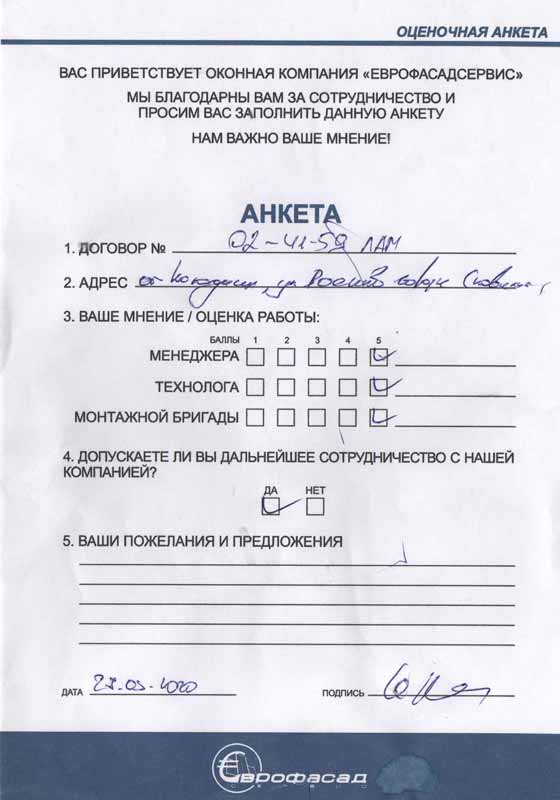 ОЦЕНОЧНАЯ АНКЕТА
ВАС ПРИВЕТСТВУЕТ ОКОННАЯ КОМПАНИЯ «ЕВРОФАСАДСЕРВИС»
МЫ БЛАГОДАРНЫ ВАМ ЗА СОТРУДНИЧЕСТВО И
ПРОСИМ ВАС ЗАПОЛНИТЬ ДАННУЮ АНКЕТУ
НАМ ВАЖНО ВАШЕ МНЕНИЕ!
АНКЕТА
1. ДОГОВОР № 02-41-59 ЛАМ
2. АДРЕС
3. ВАШЕ МНЕНИЕ / ОЦЕНКА РАБОТЫ:
БАЛЛЫ 1 2 3 4 5
МЕНЕДЖЕРА
ТЕХНОЛОГА
МОНТАЖНОЙ БРИГАДЫ
4. ДОПУСКАЕТЕ ЛИ ВЫ ДАЛЬНЕЙШЕЕ СОТРУДНИЧЕСТВО С НАШЕЙ
КОМПАНИЕЙ?
ДА НЕТ
5. ВАШИ ПОЖЕЛАНИЯ И ПРЕДЛОЖЕНИЯ
ДАТА ПОДПИСЬ
Еврофасад
СЕРВИС